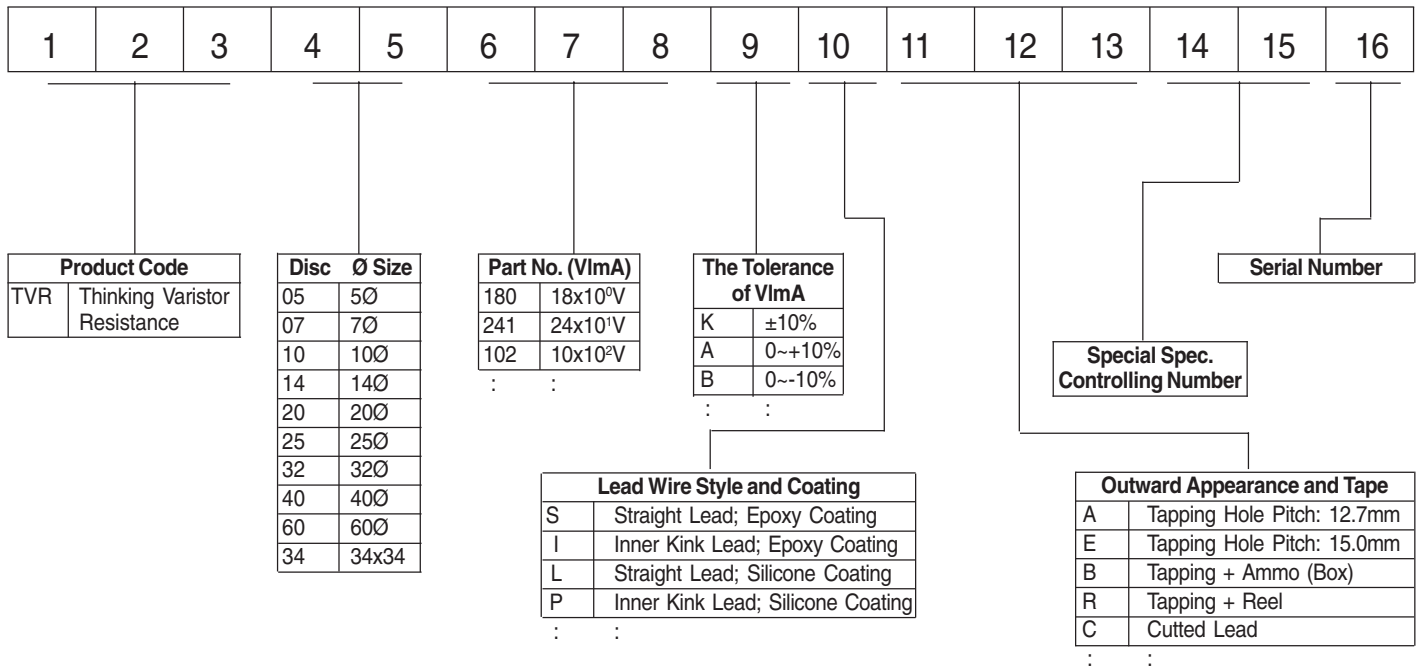 1 2 3 4 5 6 7 8 9 10 11 12 13 14 15 16
Product Code
TVR Thinking Varistor
Resistance
Disc Ø Size
05 5Ø
07 7Ø
10 10Ø
14 14Ø
20 20Ø
25 25Ø
32 32Ø
40 40Ø
60 60Ø
34 34x34
Part No. (VlmA)
180 18x10⁰V
241 24x10¹V
102 10x10²V
: :
The Tolerance
of VlmA
K ±10%
A 0~+10%
B 0~-10%
: :
Lead Wire Style and Coating
S Straight Lead; Epoxy Coating
I Inner Kink Lead; Epoxy Coating
L Straight Lead; Silicone Coating
P Inner Kink Lead; Silicone Coating
: :
Outward Appearance and Tape
A Tapping Hole Pitch: 12.7mm
E Tapping Hole Pitch: 15.0mm
B Tapping + Ammo (Box)
R Tapping + Reel
C Cutted Lead
: :
Special Spec.
Controlling Number
Serial Number